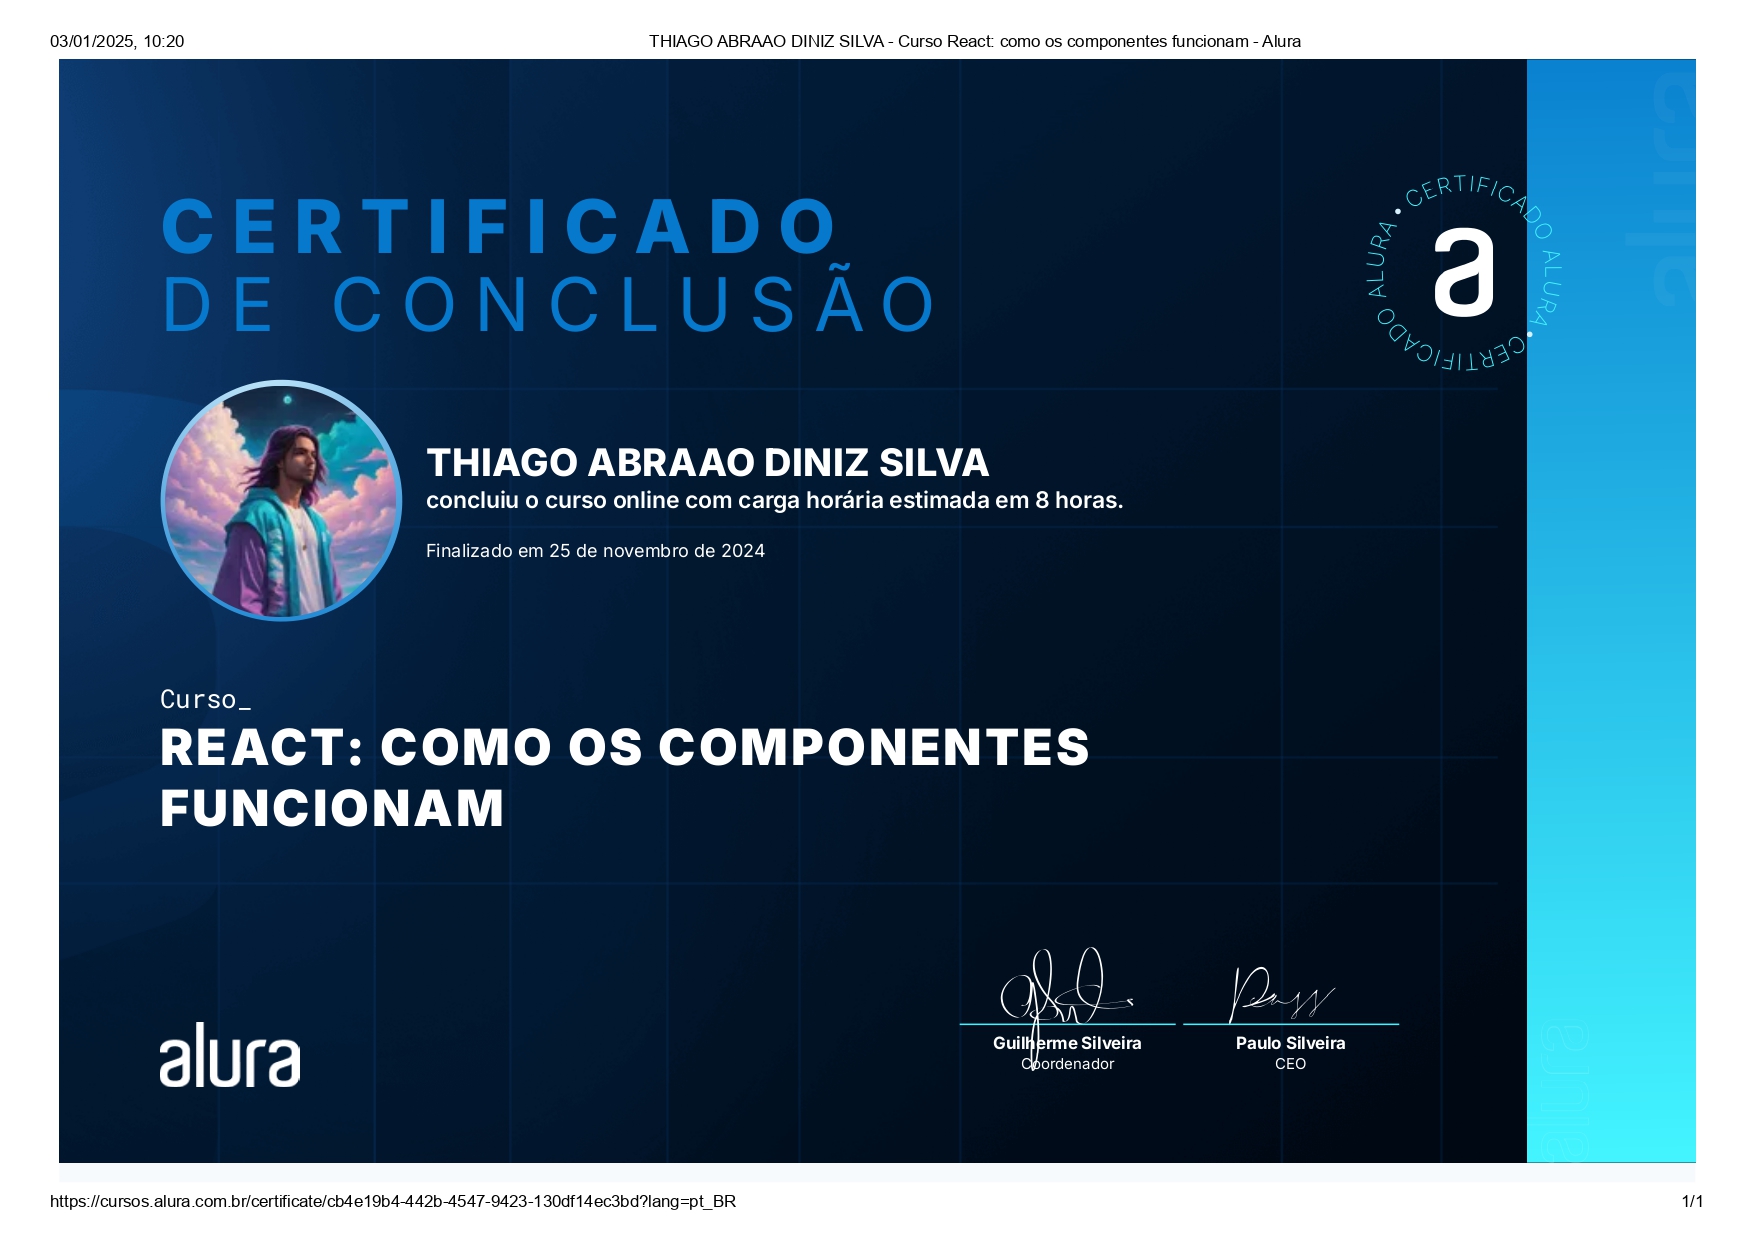 03/01/2025, 10:20
THIAGO ABRAAO DINIZ SILVA - Curso React: como os componentes funcionam - Alura
CERTIFICADO
DE CONCLUSÃO
CERTIFICADO ALURA • CERTIFICADO ALURA •
a
alura
THIAGO ABRAAO DINIZ SILVA
concluiu o curso online com carga horária estimada em 8 horas.
Finalizado em 25 de novembro de 2024
Curso_
REACT: COMO OS COMPONENTES
FUNCIONAM
alura
Guilherme Silveira
Coordenador
Paulo Silveira
CEO
alura
https://cursos.alura.com.br/certificate/cb4e19b4-442b-4547-9423-130df14ec3bd?lang=pt_BR
1/1